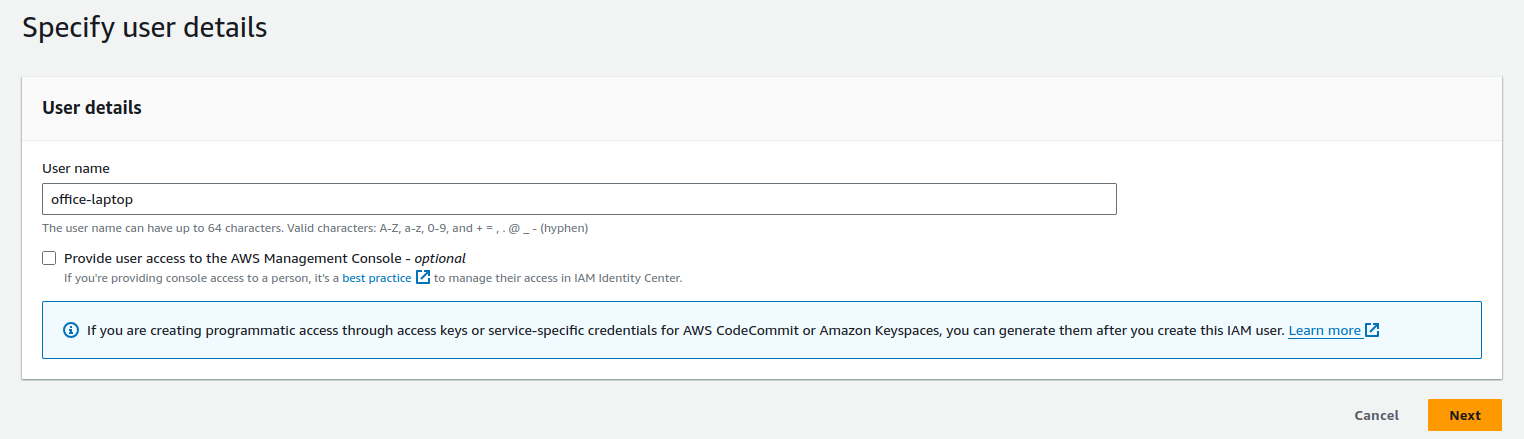 Specify user details
User details
User name
office-laptop
The user name can have up to 64 characters. Valid characters: A-Z, a-z, 0-9, and + = , . @ _ - (hyphen)
Provide user access to the AWS Management Console - optional
If you're providing console access to a person, it's a best practice to manage their access in IAM Identity Center.
If you are creating programmatic access through access keys or service-specific credentials for AWS CodeCommit or Amazon Keyspaces, you can generate them after you create this IAM user. Learn more
Cancel Next